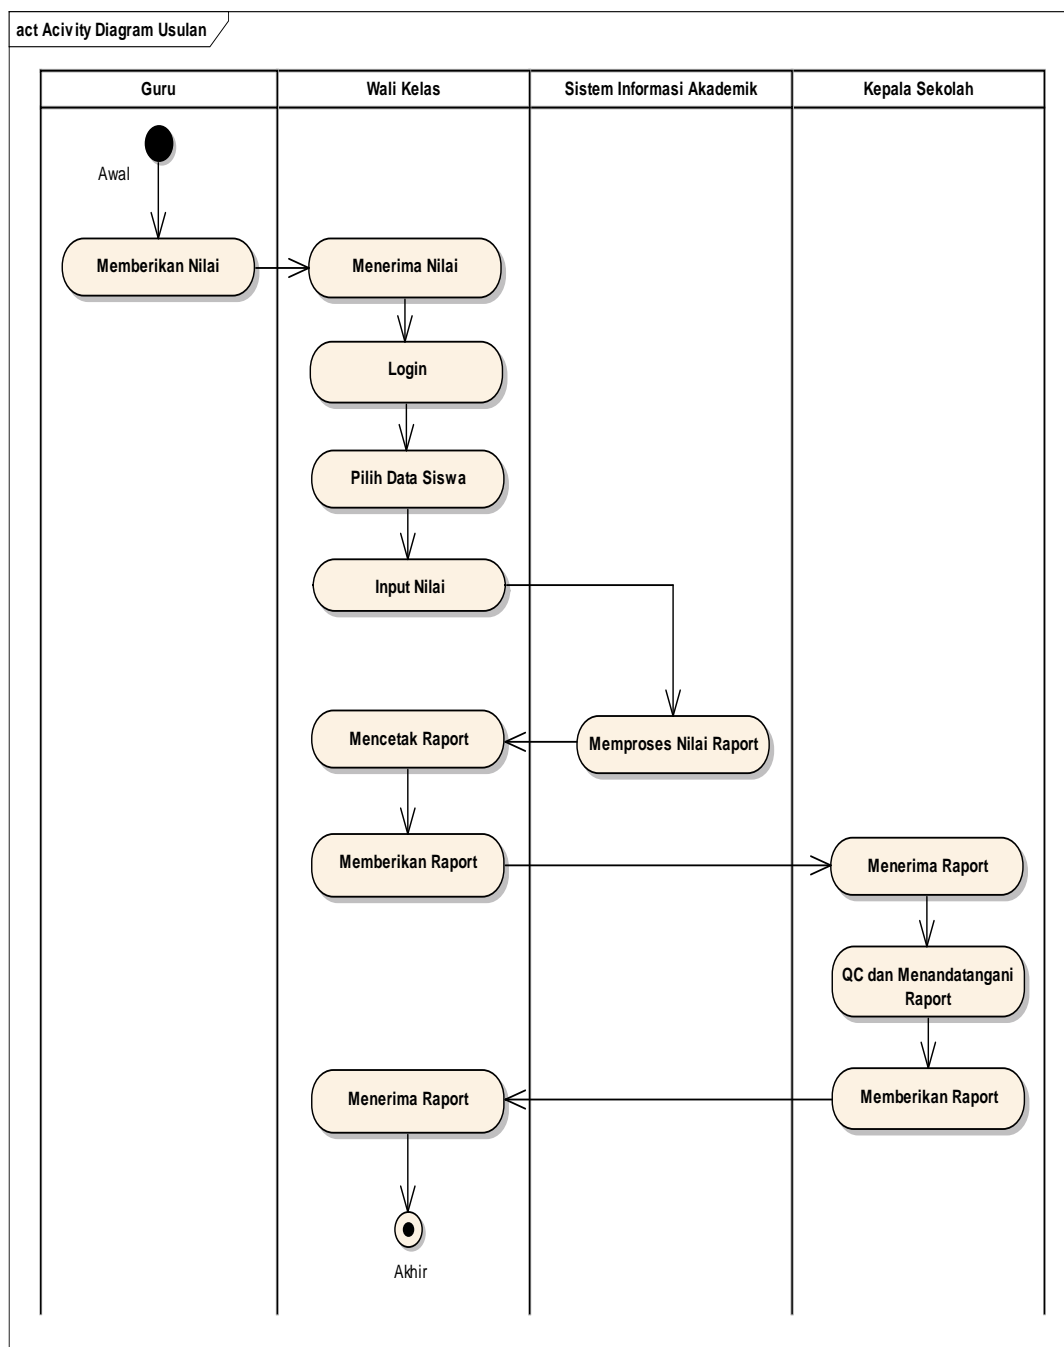 act Acivity Diagram Usulan
Guru
Wali Kelas
Sistem Informasi Akademik
Kepala Sekolah
Awal
Memberikan Nilai
Menerima Nilai
Login
Pilih Data Siswa
Input Nilai
Mencetak Raport
Memproses Nilai Raport
Memberikan Raport
Menerima Raport
QC dan Menandatangani
Raport
Menerima Raport
Memberikan Raport
Akhir